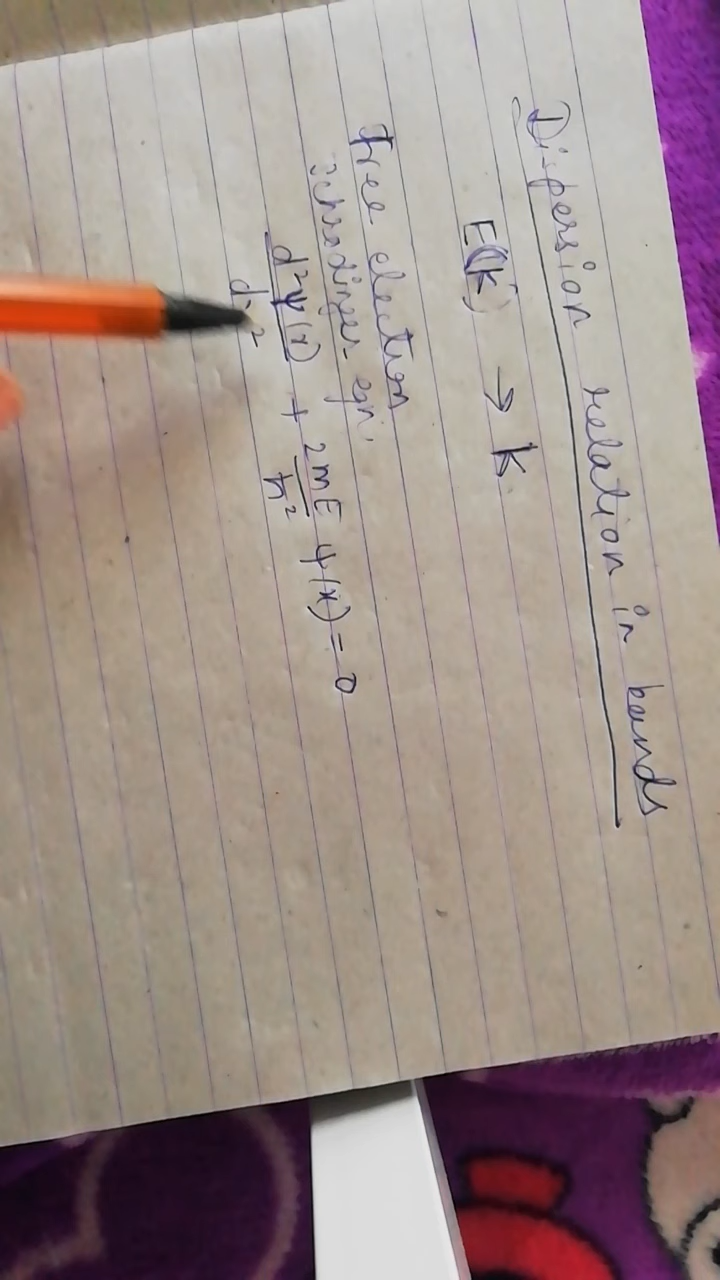 Dispersion relation in bands
E(k) → k
Free electron
Schrodinger eqn.
d²ψ(x)/dx² + 2mE/ħ² ψ(x) = 0